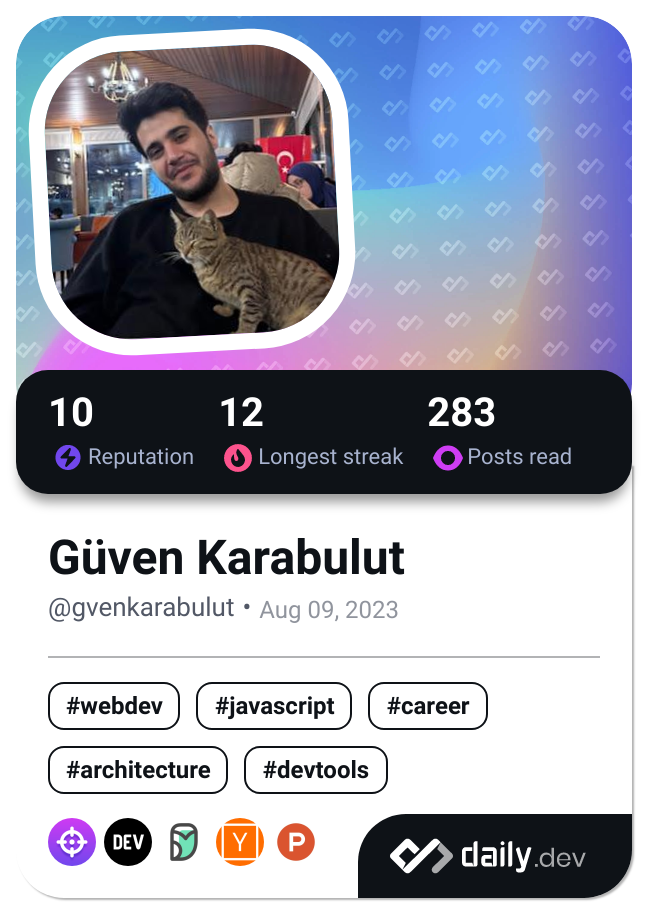 10 12 283
Reputation Longest streak Posts read
Güven Karabulut
@gvenkarabulut • Aug 09, 2023
#webdev #javascript #career
#architecture #devtools
DEV Y P
daily.dev